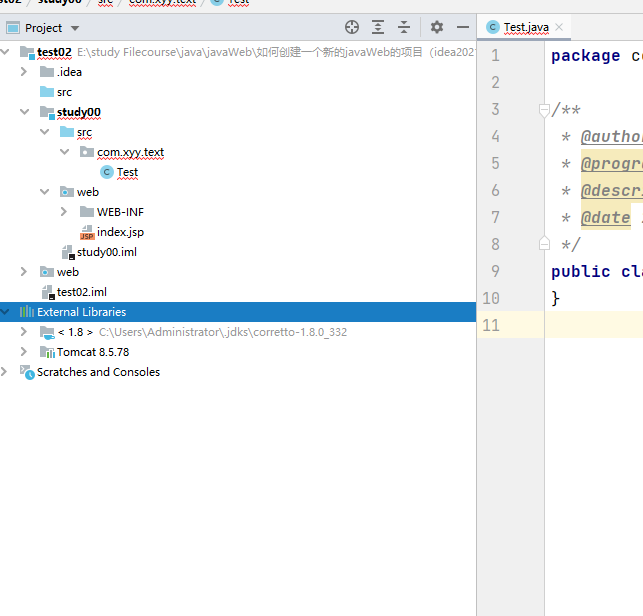 study00 src com.xyy.text Test
Project
test02 E:\study Filecourse\java\javaWeb\如何创建一个新的javaWeb的项目（idea202
.idea
src
study00
src
com.xyy.text
Test
web
WEB-INF
index.jsp
study00.iml
web
test02.iml
External Libraries
< 1.8 > C:\Users\Administrator\.jdks\corretto-1.8.0_332
Tomcat 8.5.78
Scratches and Consoles
Test.java
1 package c
2
3 /**
4 * @autho
5 * @progr
6 * @descr
7 * @date
8 */
9 public cla
10 }
11